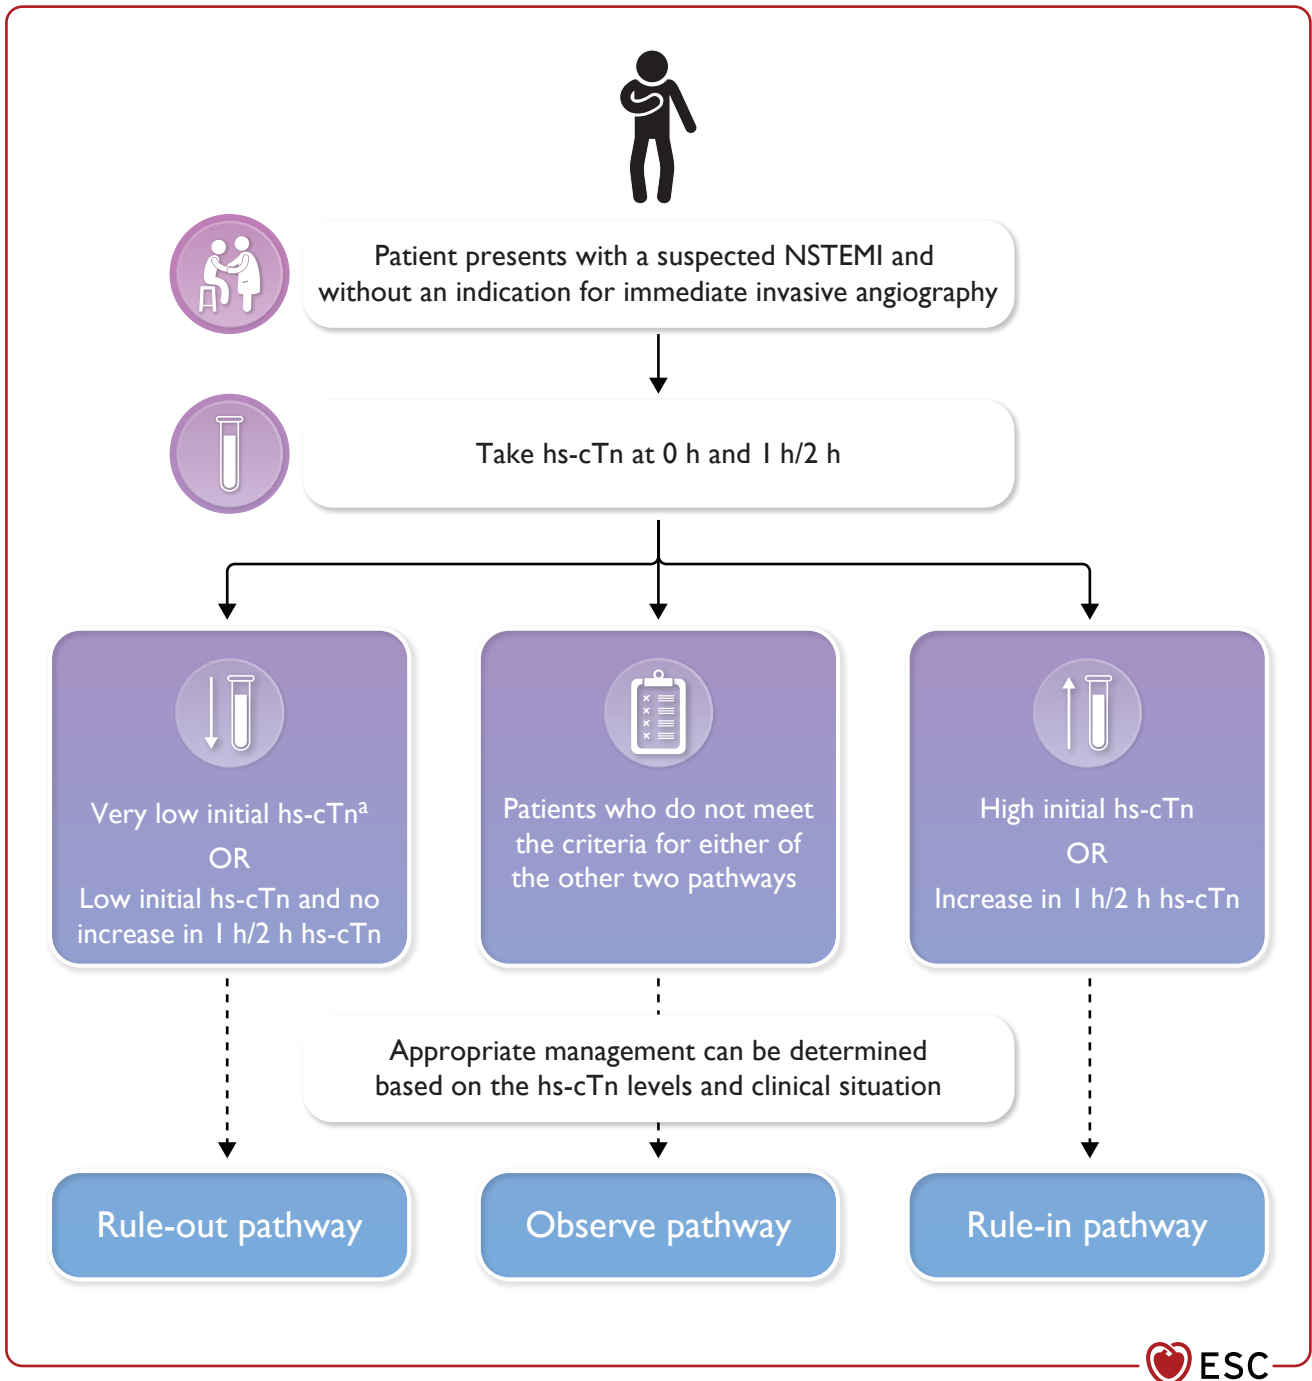 Patient presents with a suspected NSTEMI and
without an indication for immediate invasive angiography
Take hs-cTn at 0 h and 1 h/2 h
Very low initial hs-cTnᵃ
OR
Low initial hs-cTn and no
increase in 1 h/2 h hs-cTn
Patients who do not meet
the criteria for either of
the other two pathways
High initial hs-cTn
OR
Increase in 1 h/2 h hs-cTn
Appropriate management can be determined
based on the hs-cTn levels and clinical situation
Rule-out pathway
Observe pathway
Rule-in pathway
ESC